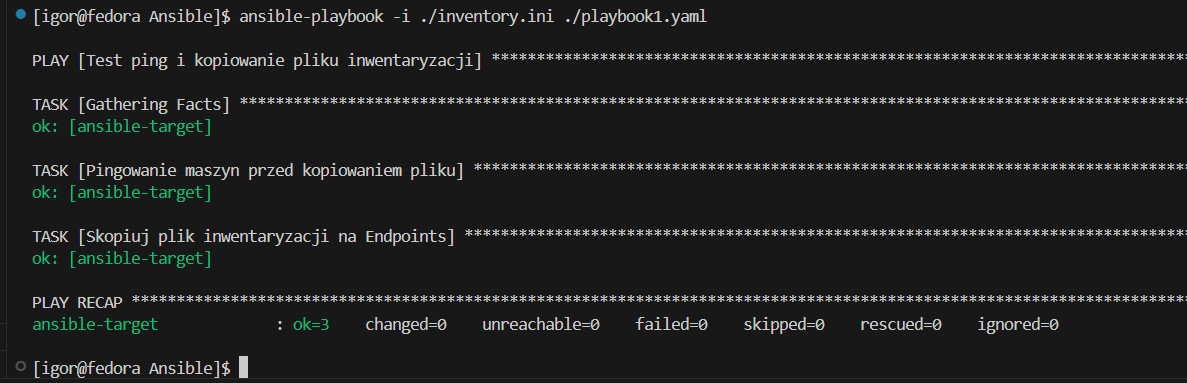 [igor@fedora Ansible]$ ansible-playbook -i ./inventory.ini ./playbook1.yaml
PLAY [Test ping i kopiowanie pliku inwentaryzacji] *****************************************************************************
TASK [Gathering Facts] *********************************************************************************************************
ok: [ansible-target]
TASK [Pingowanie maszyn przed kopiowaniem pliku] *******************************************************************************
ok: [ansible-target]
TASK [Skopiuj plik inwentaryzacji na Endpoints] ********************************************************************************
ok: [ansible-target]
PLAY RECAP *********************************************************************************************************************
ansible-target             : ok=3    changed=0    unreachable=0    failed=0    skipped=0    rescued=0    ignored=0
[igor@fedora Ansible]$